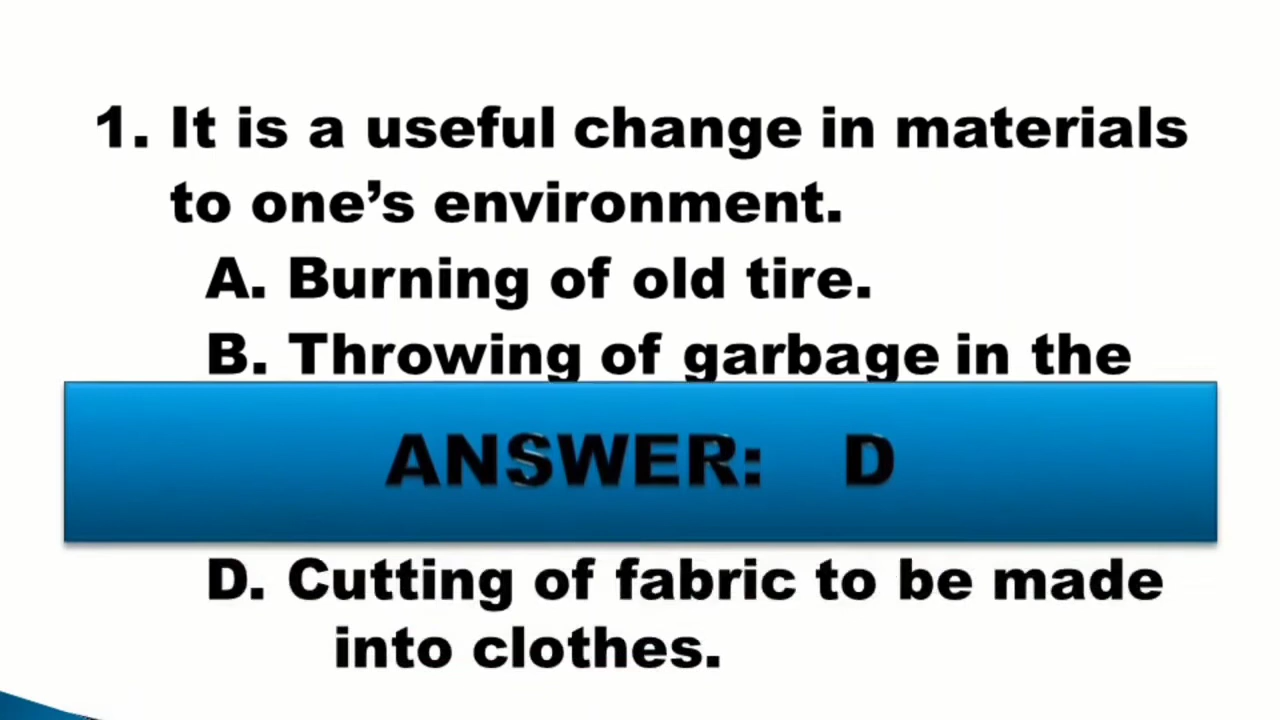 1. It is a useful change in materials
to one’s environment.
A. Burning of old tire.
B. Throwing of garbage in the
ANSWER: D
D. Cutting of fabric to be made
into clothes.